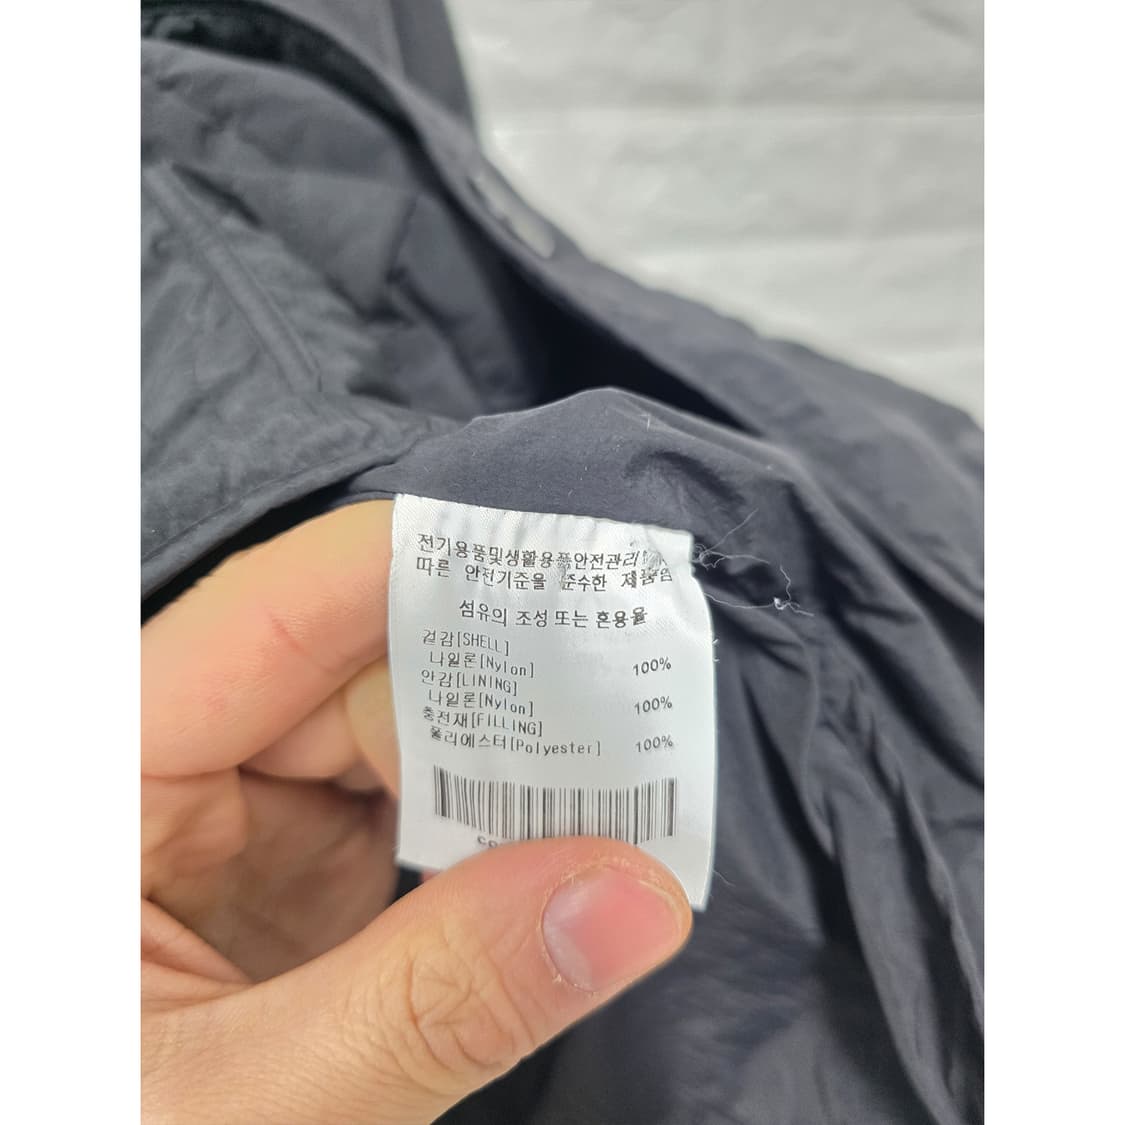 전기용품및생활용품안전관리
따른 안전기준을 준수한 제품임
섬유의 조성 또는 혼용율
겉감[SHELL]
나일론[Nylon] 100%
안감[LINING]
나일론[Nylon] 100%
충전재[FILLING]
폴리에스터[Polyester] 100%